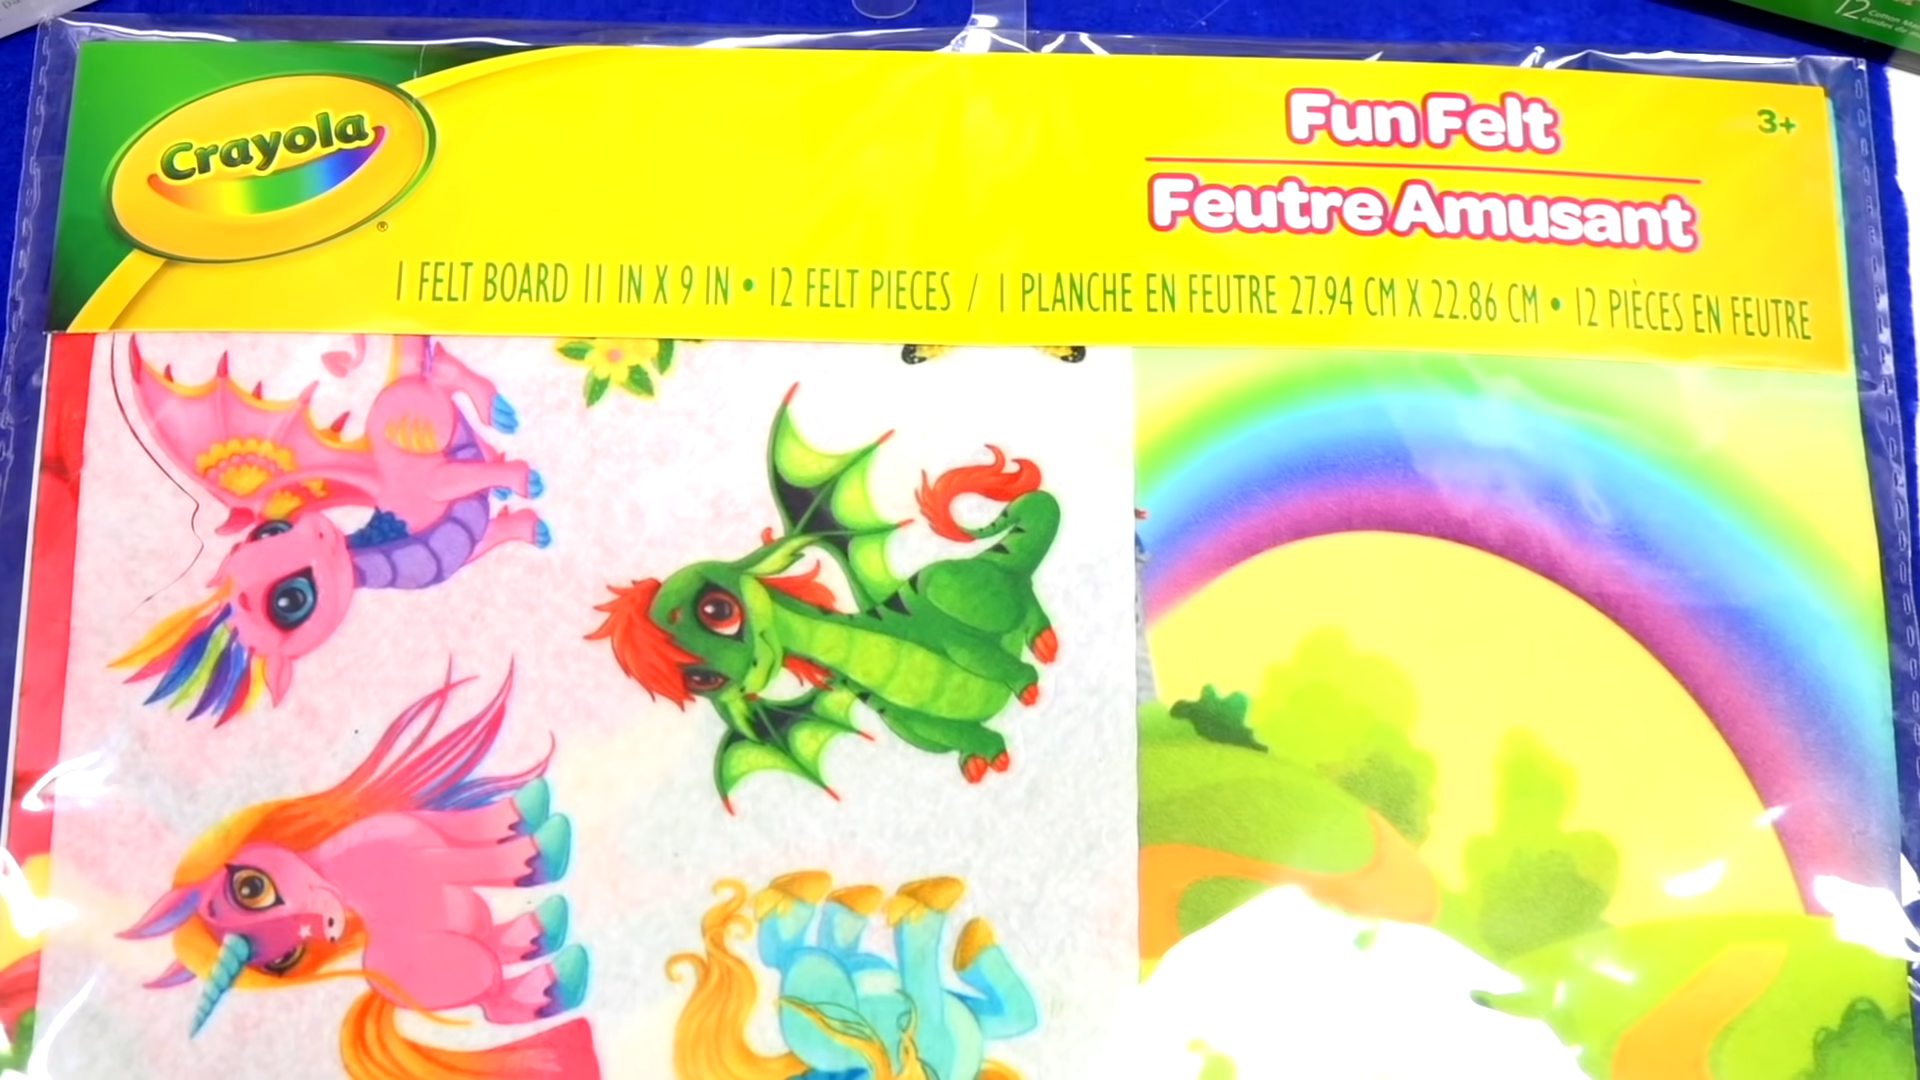 Crayola
®
Fun Felt
3+
Feutre Amusant
1 FELT BOARD 11 IN X 9 IN • 12 FELT PIECES / 1 PLANCHE EN FEUTRE 27.94 CM X 22.86 CM • 12 PIÈCES EN FEUTRE
12